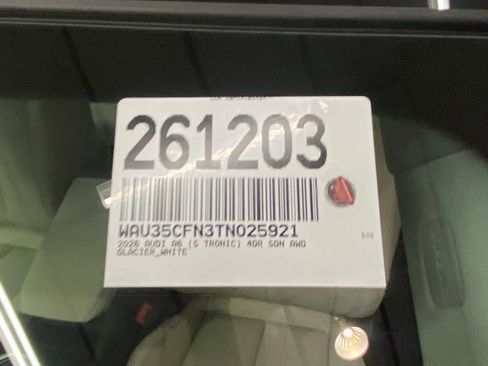 261203
WAU35CFN3TN025921
2026 AUDI A6 (S TRONIC) 4DR SDN AWD
GLACIER_WHITE